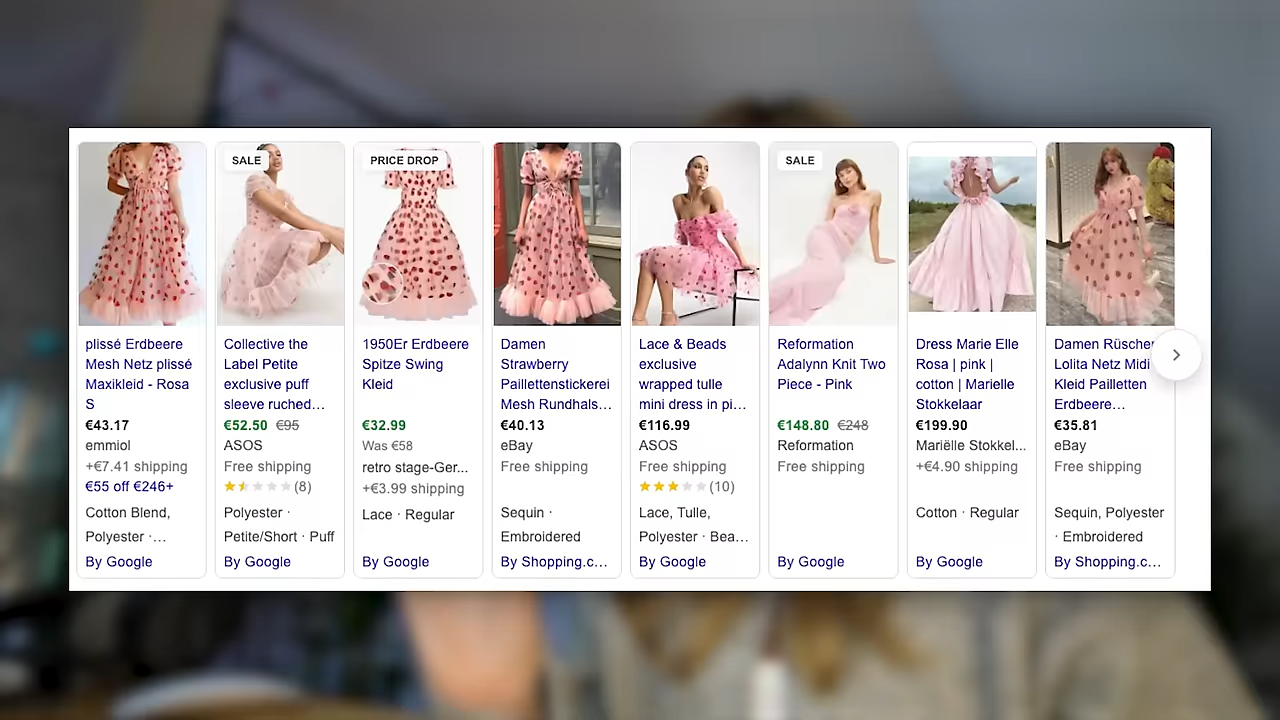 plissé Erdbeere
Mesh Netz plissé
Maxikleid - Rosa
S
€43.17
emmiol
+€7.41 shipping
€55 off €246+
Cotton Blend,
Polyester ·...
By Google
SALE
Collective the
Label Petite
exclusive puff
sleeve ruched...
€52.50 €95
ASOS
Free shipping
(8)
Polyester ·
Petite/Short · Puff
By Google
PRICE DROP
1950Er Erdbeere
Spitze Swing
Kleid
€32.99
Was €58
retro stage-Ger...
+€3.99 shipping
Lace · Regular
By Google
Damen
Strawberry
Paillettenstickerei
Mesh Rundhals...
€40.13
eBay
Free shipping
Sequin ·
Embroidered
By Shopping.c...
Lace & Beads
exclusive
wrapped tulle
mini dress in pi...
€116.99
ASOS
Free shipping
(10)
Lace, Tulle,
Polyester · Bea...
By Google
SALE
Reformation
Adalynn Knit Two
Piece - Pink
€148.80 €248
Reformation
Free shipping
By Google
Dress Marie Elle
Rosa | pink |
cotton | Marielle
Stokkelaar
€199.90
Mariëlle Stokkel...
+€4.90 shipping
Cotton · Regular
By Google
Damen Rüschen
Lolita Netz Midi
Kleid Pailletten
Erdbeere...
€35.81
eBay
Free shipping
Sequin, Polyester
· Embroidered
By Shopping.c...